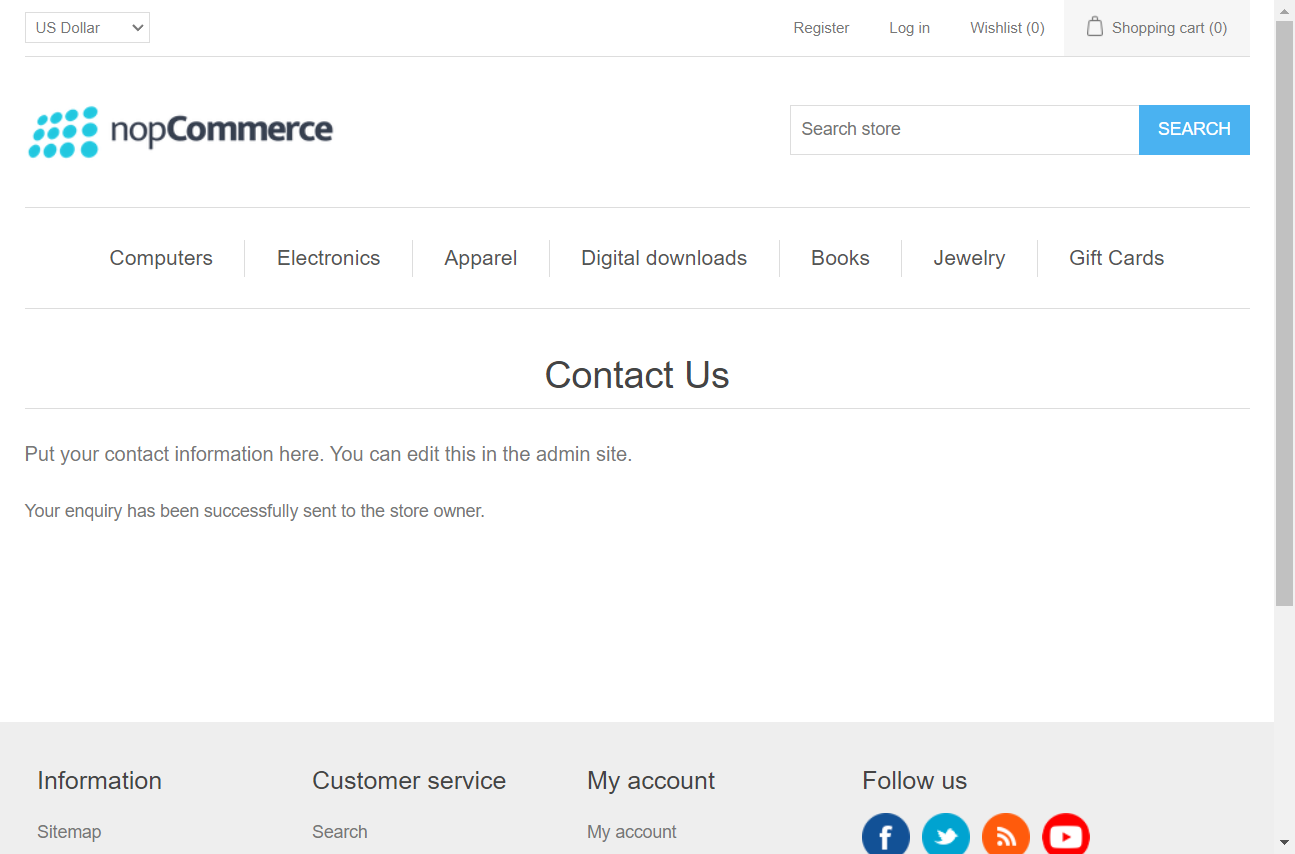 US Dollar
Register
Log in
Wishlist (0)
Shopping cart (0)
nopCommerce
Search store
SEARCH
Computers
Electronics
Apparel
Digital downloads
Books
Jewelry
Gift Cards
Contact Us
Put your contact information here. You can edit this in the admin site.
Your enquiry has been successfully sent to the store owner.
Information
Customer service
My account
Follow us
Sitemap
Search
My account